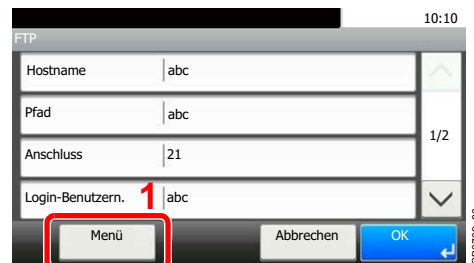 10:10
FTP
Hostname abc
Pfad abc
1/2
Anschluss 21
Login-Benutzern. 1 abc
Menü Abbrechen OK